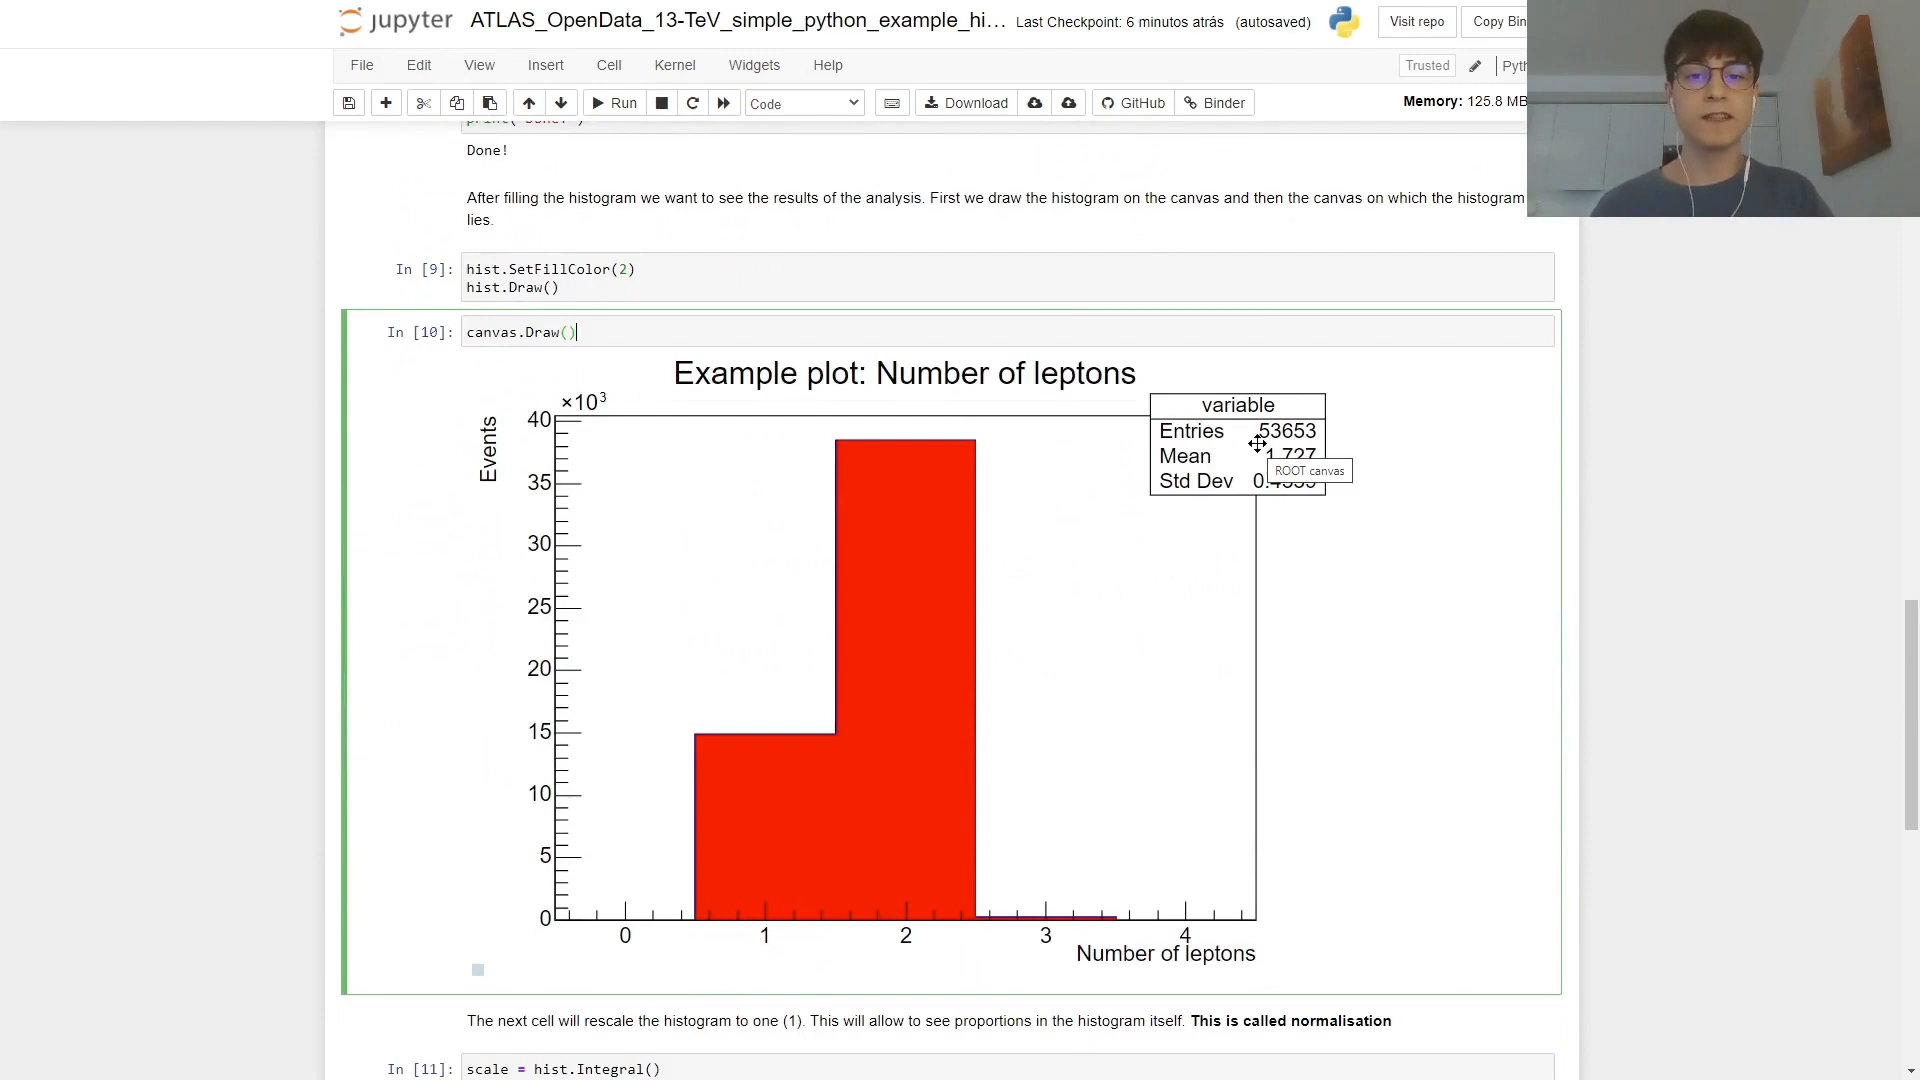 jupyter ATLAS_OpenData_13-TeV_simple_python_example_hi... Last Checkpoint: 6 minutos atrás (autosaved) Visit repo Copy Bin
File Edit View Insert Cell Kernel Widgets Help Trusted Pyth
Run Code Download GitHub Binder Memory: 125.8 MB
Done!
After filling the histogram we want to see the results of the analysis. First we draw the histogram on the canvas and then the canvas on which the histogram
lies.
In [9]: hist.SetFillColor(2)
hist.Draw()
In [10]: canvas.Draw()
Example plot: Number of leptons
×10³
Events
variable
Entries 53653
Mean 1.727
Std Dev
ROOT canvas
40
35
30
25
20
15
10
5
0
0 1 2 3 4
Number of leptons
The next cell will rescale the histogram to one (1). This will allow to see proportions in the histogram itself. This is called normalisation
In [11]: scale = hist.Integral()